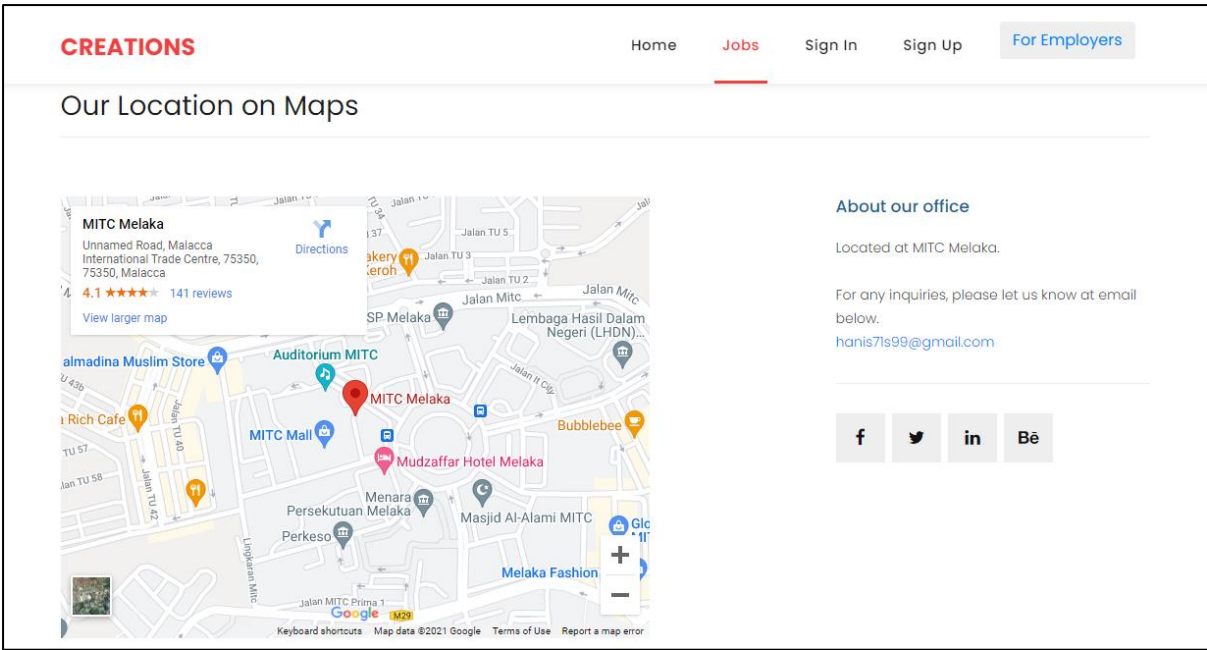 CREATIONS
Home
Jobs
Sign In
Sign Up
For Employers
Our Location on Maps
MITC Melaka
Unnamed Road, Malacca
International Trade Centre, 75350,
75350, Malacca
Directions
4.1
141 reviews
View larger map
Jalan TU 5
Jalan TU 3
Jalan TU 2
Jalan Mitc
Jalan Mitc
SP Melaka
Lembaga Hasil Dalam
Negeri (LHDN)...
almadina Muslim Store
Auditorium MITC
Jalan It City
MITC Melaka
a Rich Cafe
Jalan TU 40
MITC Mall
Bubblebee
TU 57
Mudzaffar Hotel Melaka
lan TU 58
Jalan TU 42
Menara
Persekutuan Melaka
Masjid Al-Alami MITC
Perkeso
Lingkaran Mitc
Melaka Fashion
Jalan MITC Prima 1
Google
M29
Keyboard shortcuts
Map data ©2021 Google
Terms of Use
Report a map error
About our office
Located at MITC Melaka.
For any inquiries, please let us know at email
below.
hanis71s99@gmail.com
f
in
Bē